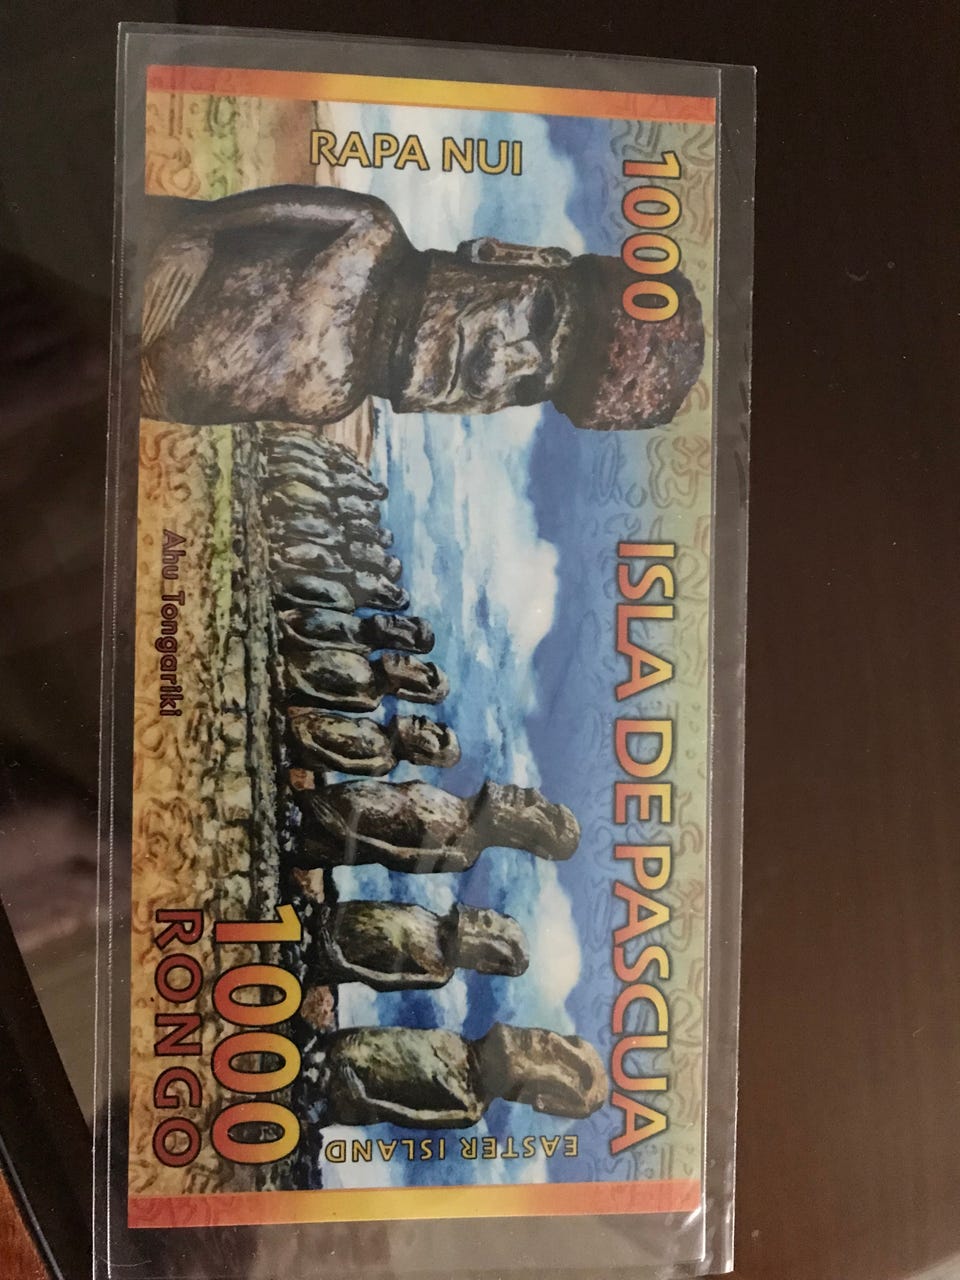 RAPA NUI
1000
ISLA DE PASCUA
Ahu Tongariki
1000
RONGO
EASTER ISLAND